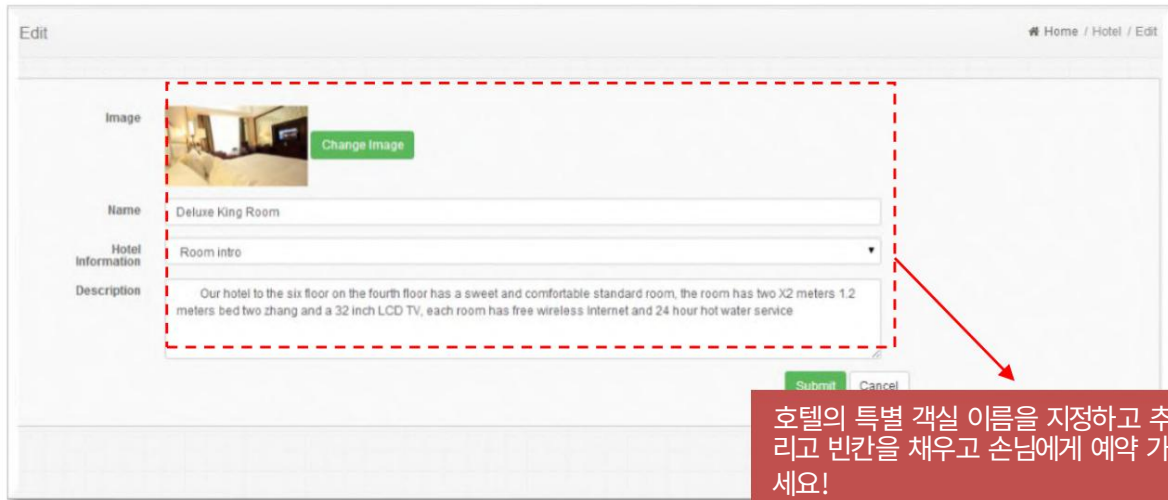 Edit
Home / Hotel / Edit
Image
Change Image
Name
Deluxe King Room
Hotel
Information
Room intro
Description
Our hotel to the six floor on the fourth floor has a sweet and comfortable standard room, the room has two X2 meters 1.2
meters bed two zhang and a 32 inch LCD TV, each room has free wireless Internet and 24 hour hot water service
Submit
Cancel
호텔의 특별 객실 이름을 지정하고 추
리고 빈칸을 채우고 손님에게 예약 가
세요!